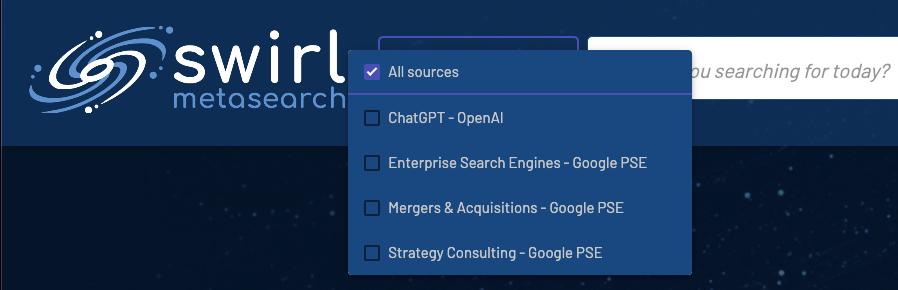 swirl
metasearch
ou searching for today?
All sources
ChatGPT - OpenAI
Enterprise Search Engines - Google PSE
Mergers & Acquisitions - Google PSE
Strategy Consulting - Google PSE